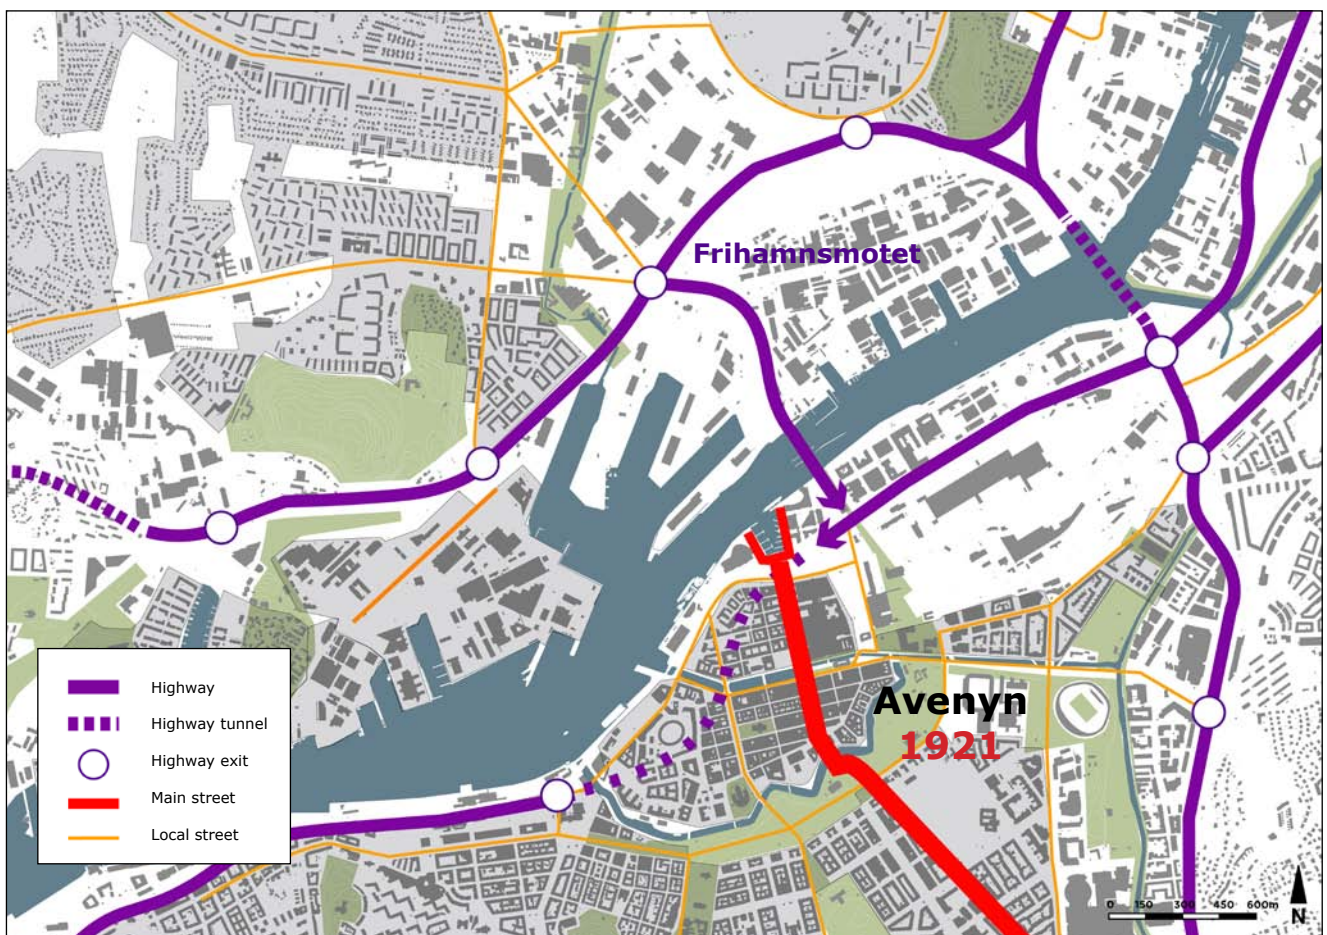 Frihamnsmotet
Avenyn
1921
Highway
Highway tunnel
Highway exit
Main street
Local street
0 150 300 450 600m
N